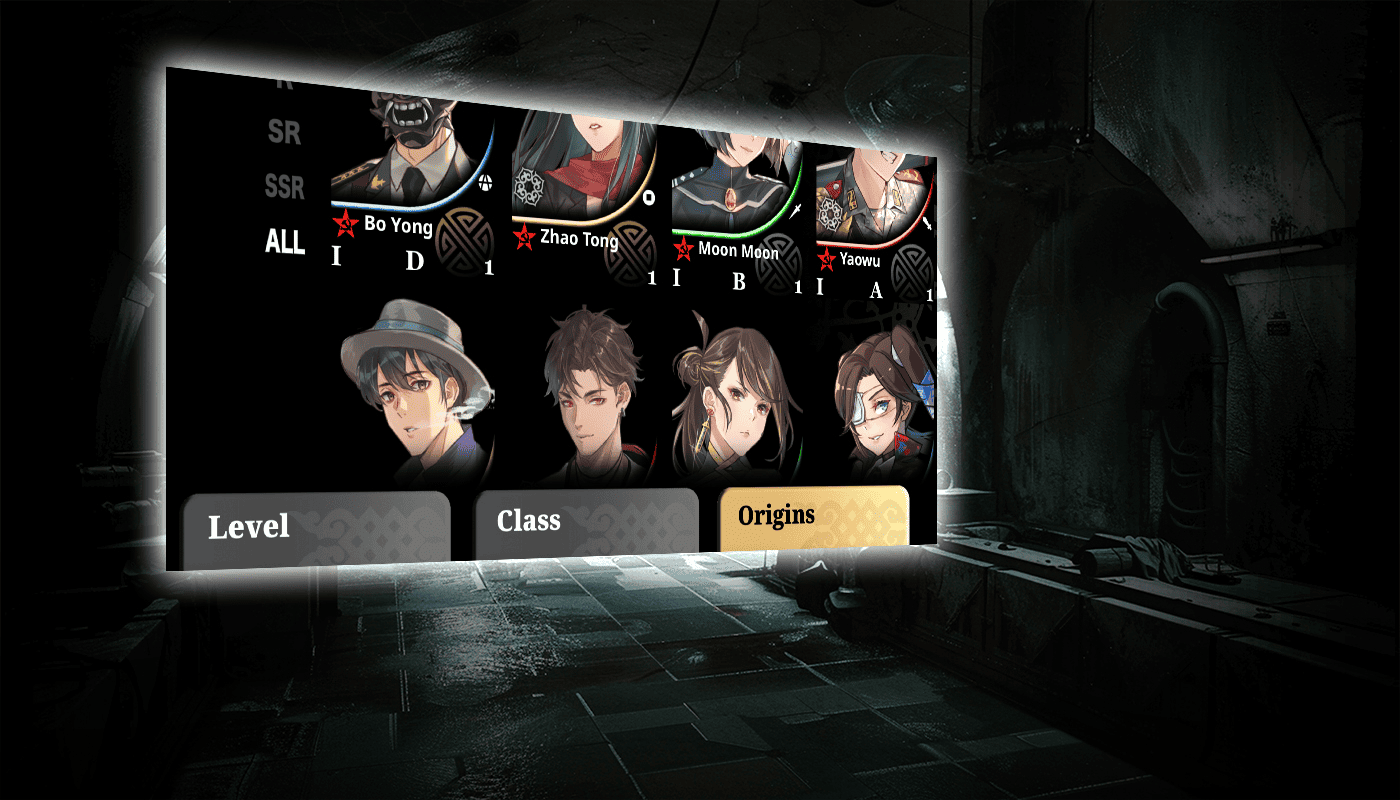 SR
SSR
ALL
Bo Yong
I D 1
Zhao Tong
1
Moon Moon
I B 1
Yaowu
I A 1
Level
Class
Origins